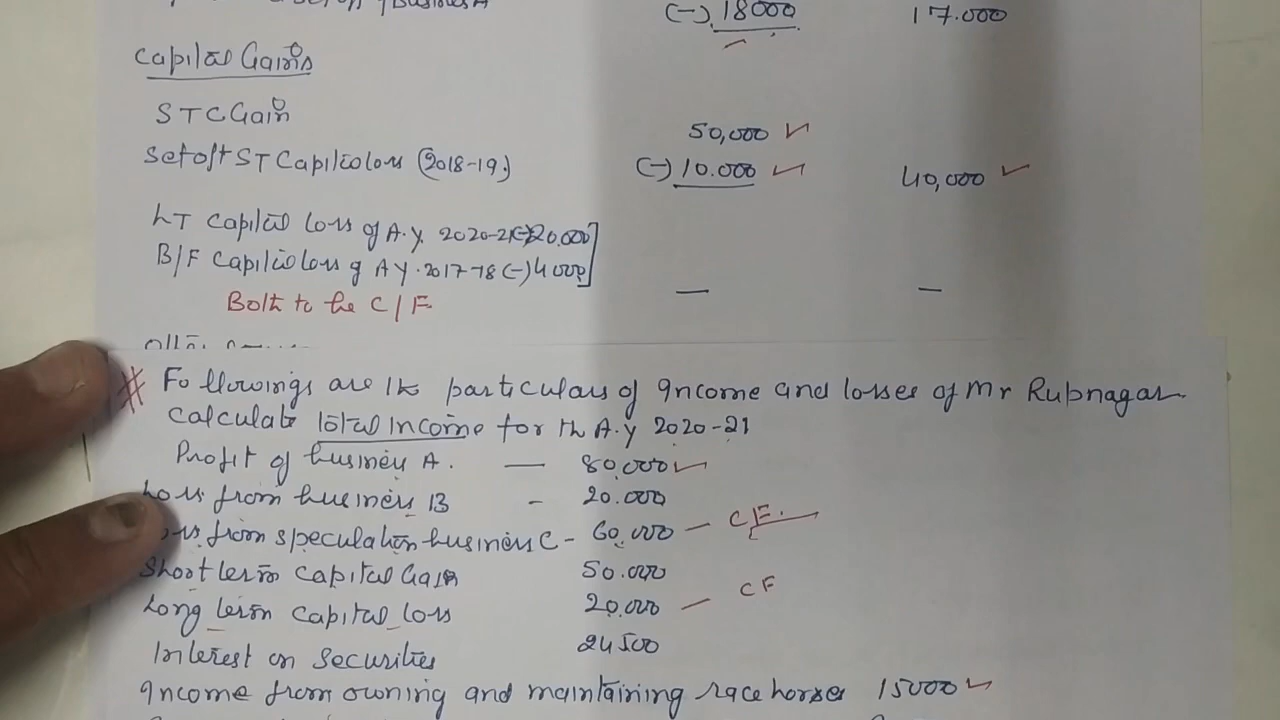 (-) 18000 17.000
Capital Gains
STC Gain 50,000
Set off ST Capital loss (2018-19.) (-) 10.000 40,000
LT Capital loss of A.Y. 2020-21(-)20.000
B/F Capital loss of AY.2017-18 (-) 4000 — —
Both to the C/F
# Followings are the particulars of Income and losses of Mr Rupnagar
Calculate total Income for th A.y 2020-21
Profit of business A. — 80,000
Loss from business B - 20.000
from speculation business C - 60,000 — CF.
Short term Capital Gain 50.000
Long term Capital loss 20,000 — CF
Interest on Securities 24500
Income from owning and maintaining race horses 15000